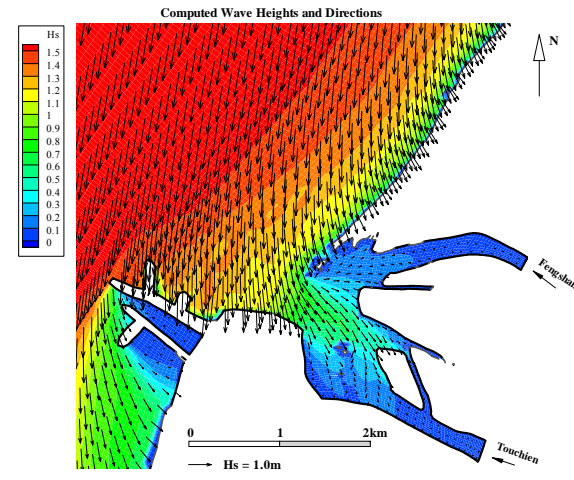 Computed Wave Heights and Directions
Hs
1.5
1.4
1.3
1.2
1.1
1
0.9
0.8
0.7
0.6
0.5
0.4
0.3
0.2
0.1
0
N
Fengshan
Touchien
0 1 2km
Hs = 1.0m